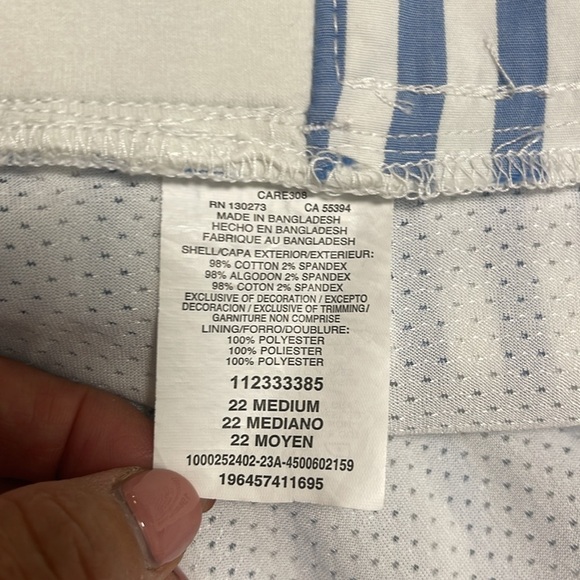 CARE308
RN 130273 CA 55394
MADE IN BANGLADESH
HECHO EN BANGLADESH
FABRIQUE AU BANGLADESH
SHELL/CAPA EXTERIOR/EXTERIEUR:
98% COTTON 2% SPANDEX
98% ALGODON 2% SPANDEX
98% COTON 2% SPANDEX
EXCLUSIVE OF DECORATION / EXCEPTO
DECORACION / EXCLUSIVE OF TRIMMING/
GARNITURE NON COMPRISE
LINING/FORRO/DOUBLURE:
100% POLYESTER
100% POLIESTER
100% POLYESTER
112333385
22 MEDIUM
22 MEDIANO
22 MOYEN
1000252402-23A-4500602159
196457411695